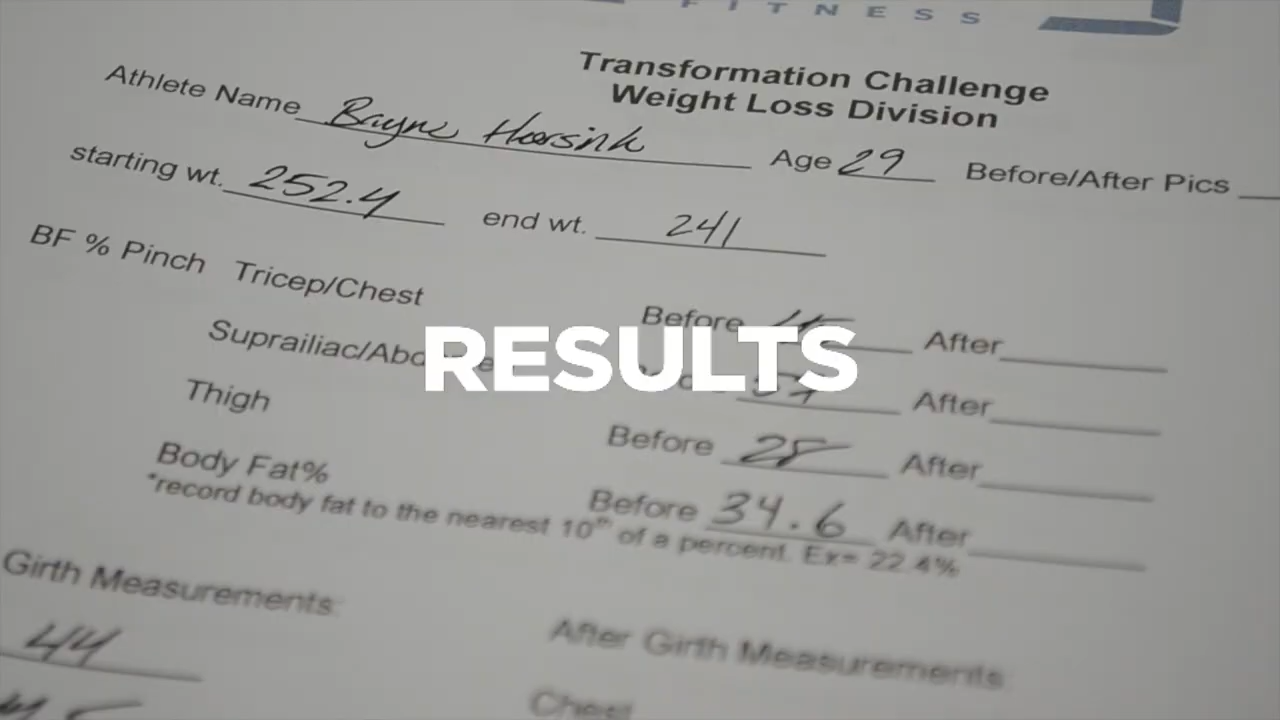 FITNESS
Transformation Challenge
Weight Loss Division
Athlete Name Bayne Hoorsink Age 29 Before/After Pics
starting wt. 252.4 end wt. 241
BF % Pinch Tricep/Chest Before 45 After
Suprailiac/Abd After
RESULTS
Thigh Before 28 After
Body Fat% Before 34.6 After
*record body fat to the nearest 10th of a percent. Ex= 22.4%
Girth Measurements:
44
After Girth Measurements:
Chest